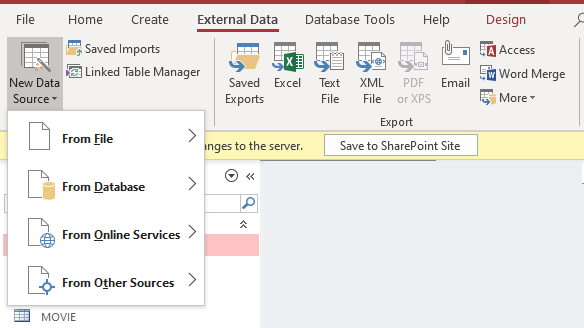 File Home Create External Data Database Tools Help Design
New Data Source
Saved Imports
Linked Table Manager
Saved Exports
Excel
Text File
XML File
PDF or XPS
Email
Access
Word Merge
More
Export
From File
From Database
From Online Services
From Other Sources
nges to the server. Save to SharePoint Site
MOVIE